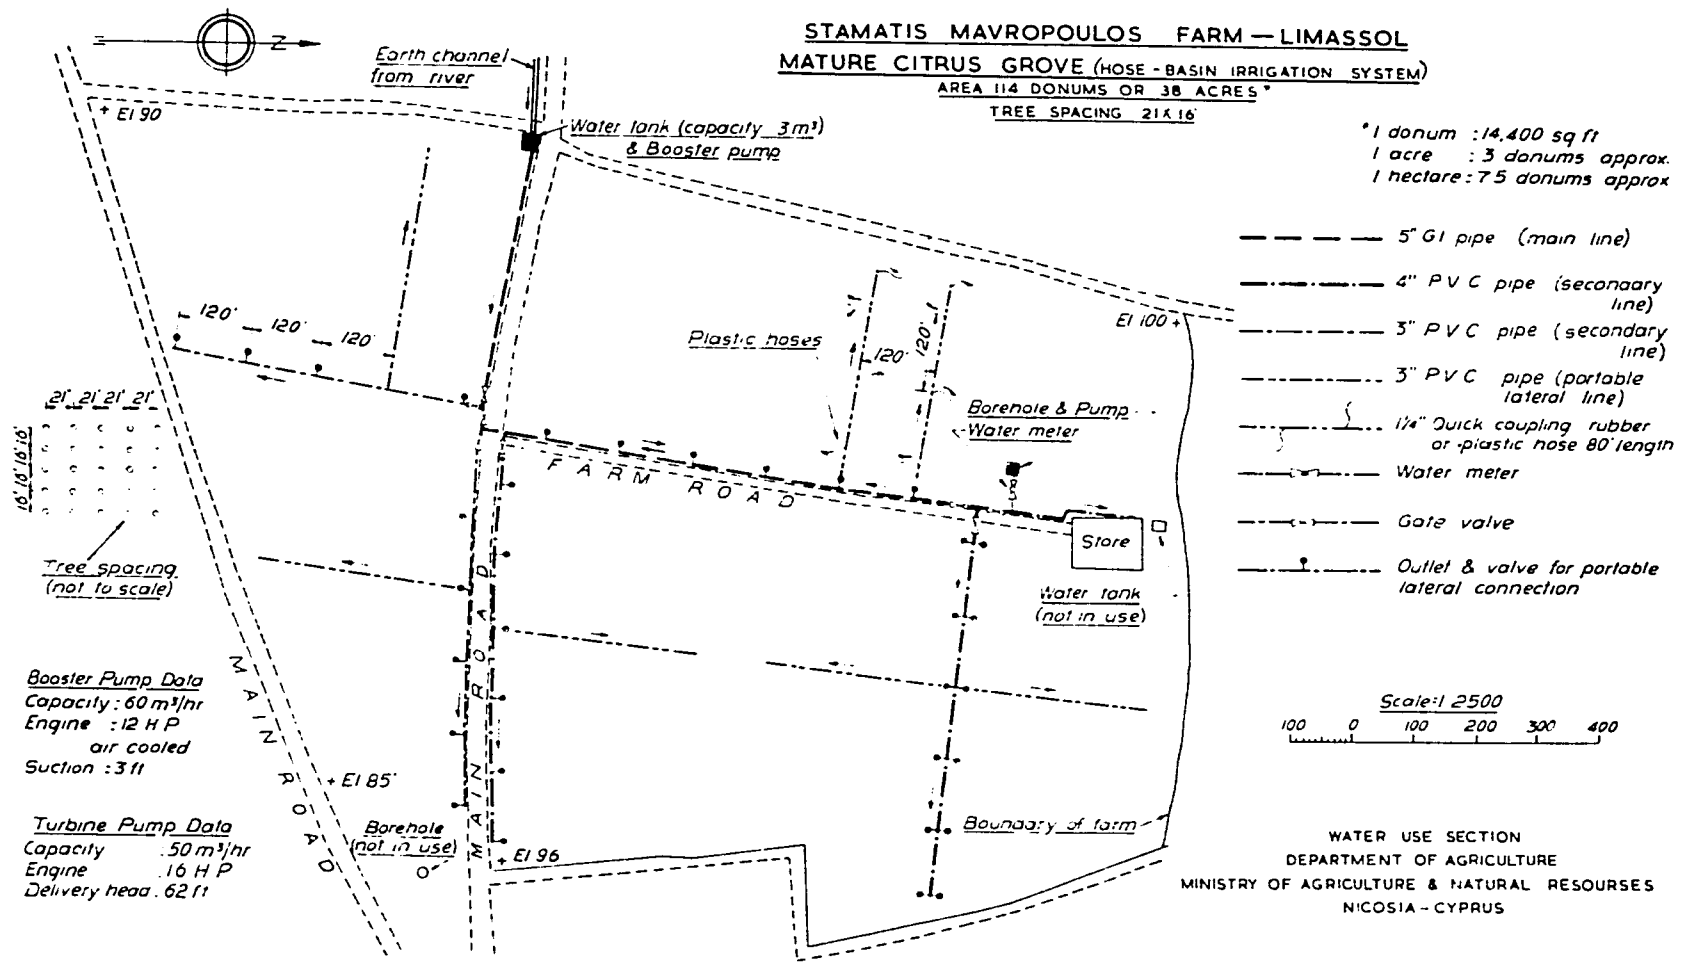 STAMATIS MAVROPOULOS FARM — LIMASSOL
MATURE CITRUS GROVE (HOSE - BASIN IRRIGATION SYSTEM)
AREA 114 DONUMS OR 38 ACRES *
TREE SPACING 21 X 16
* 1 donum : 14,400 sq ft
1 acre : 3 donums approx.
1 hectare : 75 donums approx
Z
Earth channel
from river
Water tank (capacity 3 m³)
& Booster pump
+ El 90
El 100 +
5" GI pipe (main line)
4" PVC pipe (secondary
line)
3" PVC pipe (secondary
line)
3" PVC pipe (portable
lateral line)
1¼" Quick coupling rubber
or plastic hose 80' length
Water meter
Gate valve
Outlet & valve for portable
lateral connection
120'
120'
120'
Plastic hoses
120'
120'
Borehole & Pump
Water meter
21' 21' 21' 21'
16' 16' 16' 16'
Tree spacing
(not to scale)
FARM ROAD
Store
Water tank
(not in use)
MAIN ROAD
MAIN ROAD
Booster Pump Data
Capacity : 60 m³/hr
Engine : 12 H P
air cooled
Suction : 3 ft
Turbine Pump Data
Capacity : 50 m³/hr
Engine : 16 H P
Delivery head : 62 ft
+ El 85'
Borehole
(not in use)
+ El 96
Boundary of farm
Scale 1 2500
100 0 100 200 300 400
WATER USE SECTION
DEPARTMENT OF AGRICULTURE
MINISTRY OF AGRICULTURE & NATURAL RESOURSES
NICOSIA - CYPRUS